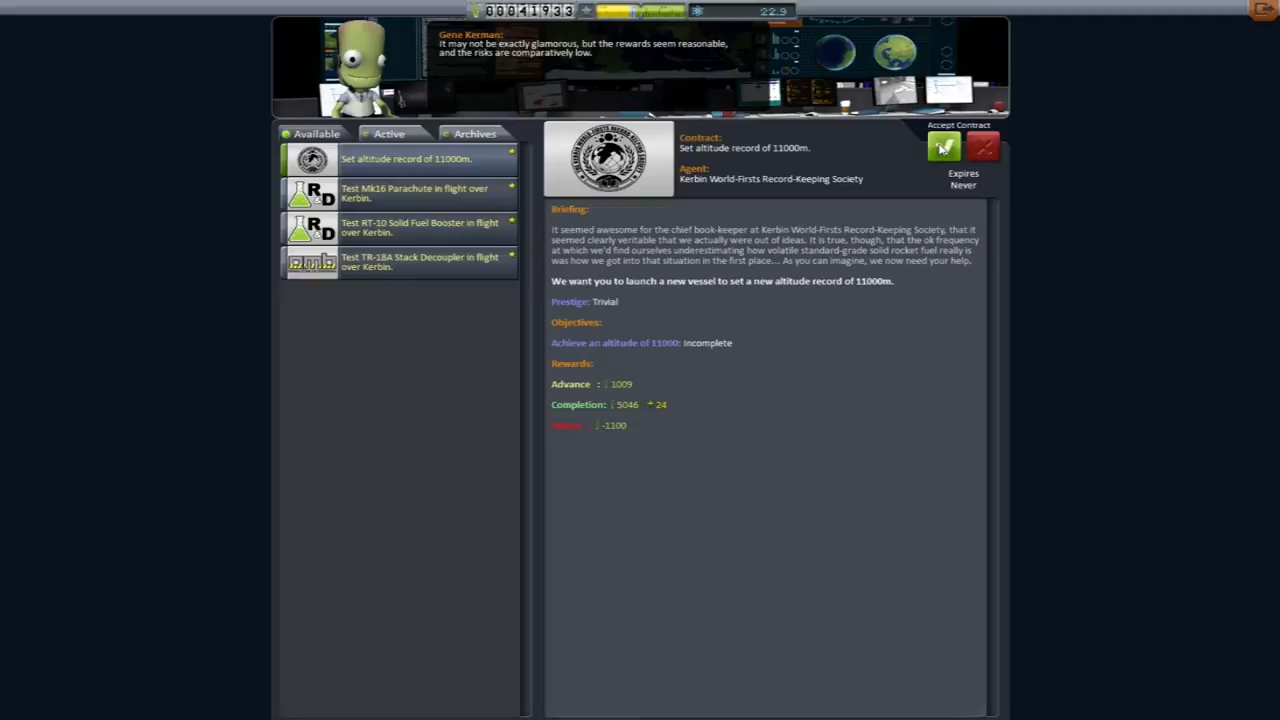 00041933
22.9
Gene Kerman:
It may not be exactly glamorous, but the rewards seem reasonable,
and the risks are comparatively low.
Available
Active
Archives
Set altitude record of 11000m.
R&D
Test Mk16 Parachute in flight over
Kerbin.
R&D
Test RT-10 Solid Fuel Booster in flight
over Kerbin.
Test TR-18A Stack Decoupler in flight
over Kerbin.
Contract:
Set altitude record of 11000m.
Agent:
Kerbin World-Firsts Record-Keeping Society
Accept Contract
Expires
Never
Briefing:
It seemed awesome for the chief book-keeper at Kerbin World-Firsts Record-Keeping Society, that it
seemed clearly veritable that we actually were out of ideas. It is true, though, that the ok frequency
at which we'd find ourselves underestimating how volatile standard-grade solid rocket fuel really is
was how we got into that situation in the first place... As you can imagine, we now need your help.
We want you to launch a new vessel to set a new altitude record of 11000m.
Prestige: Trivial
Objectives:
Achieve an altitude of 11000: Incomplete
Rewards:
Advance : 1009
Completion: 5046 +24
Failure : -1100